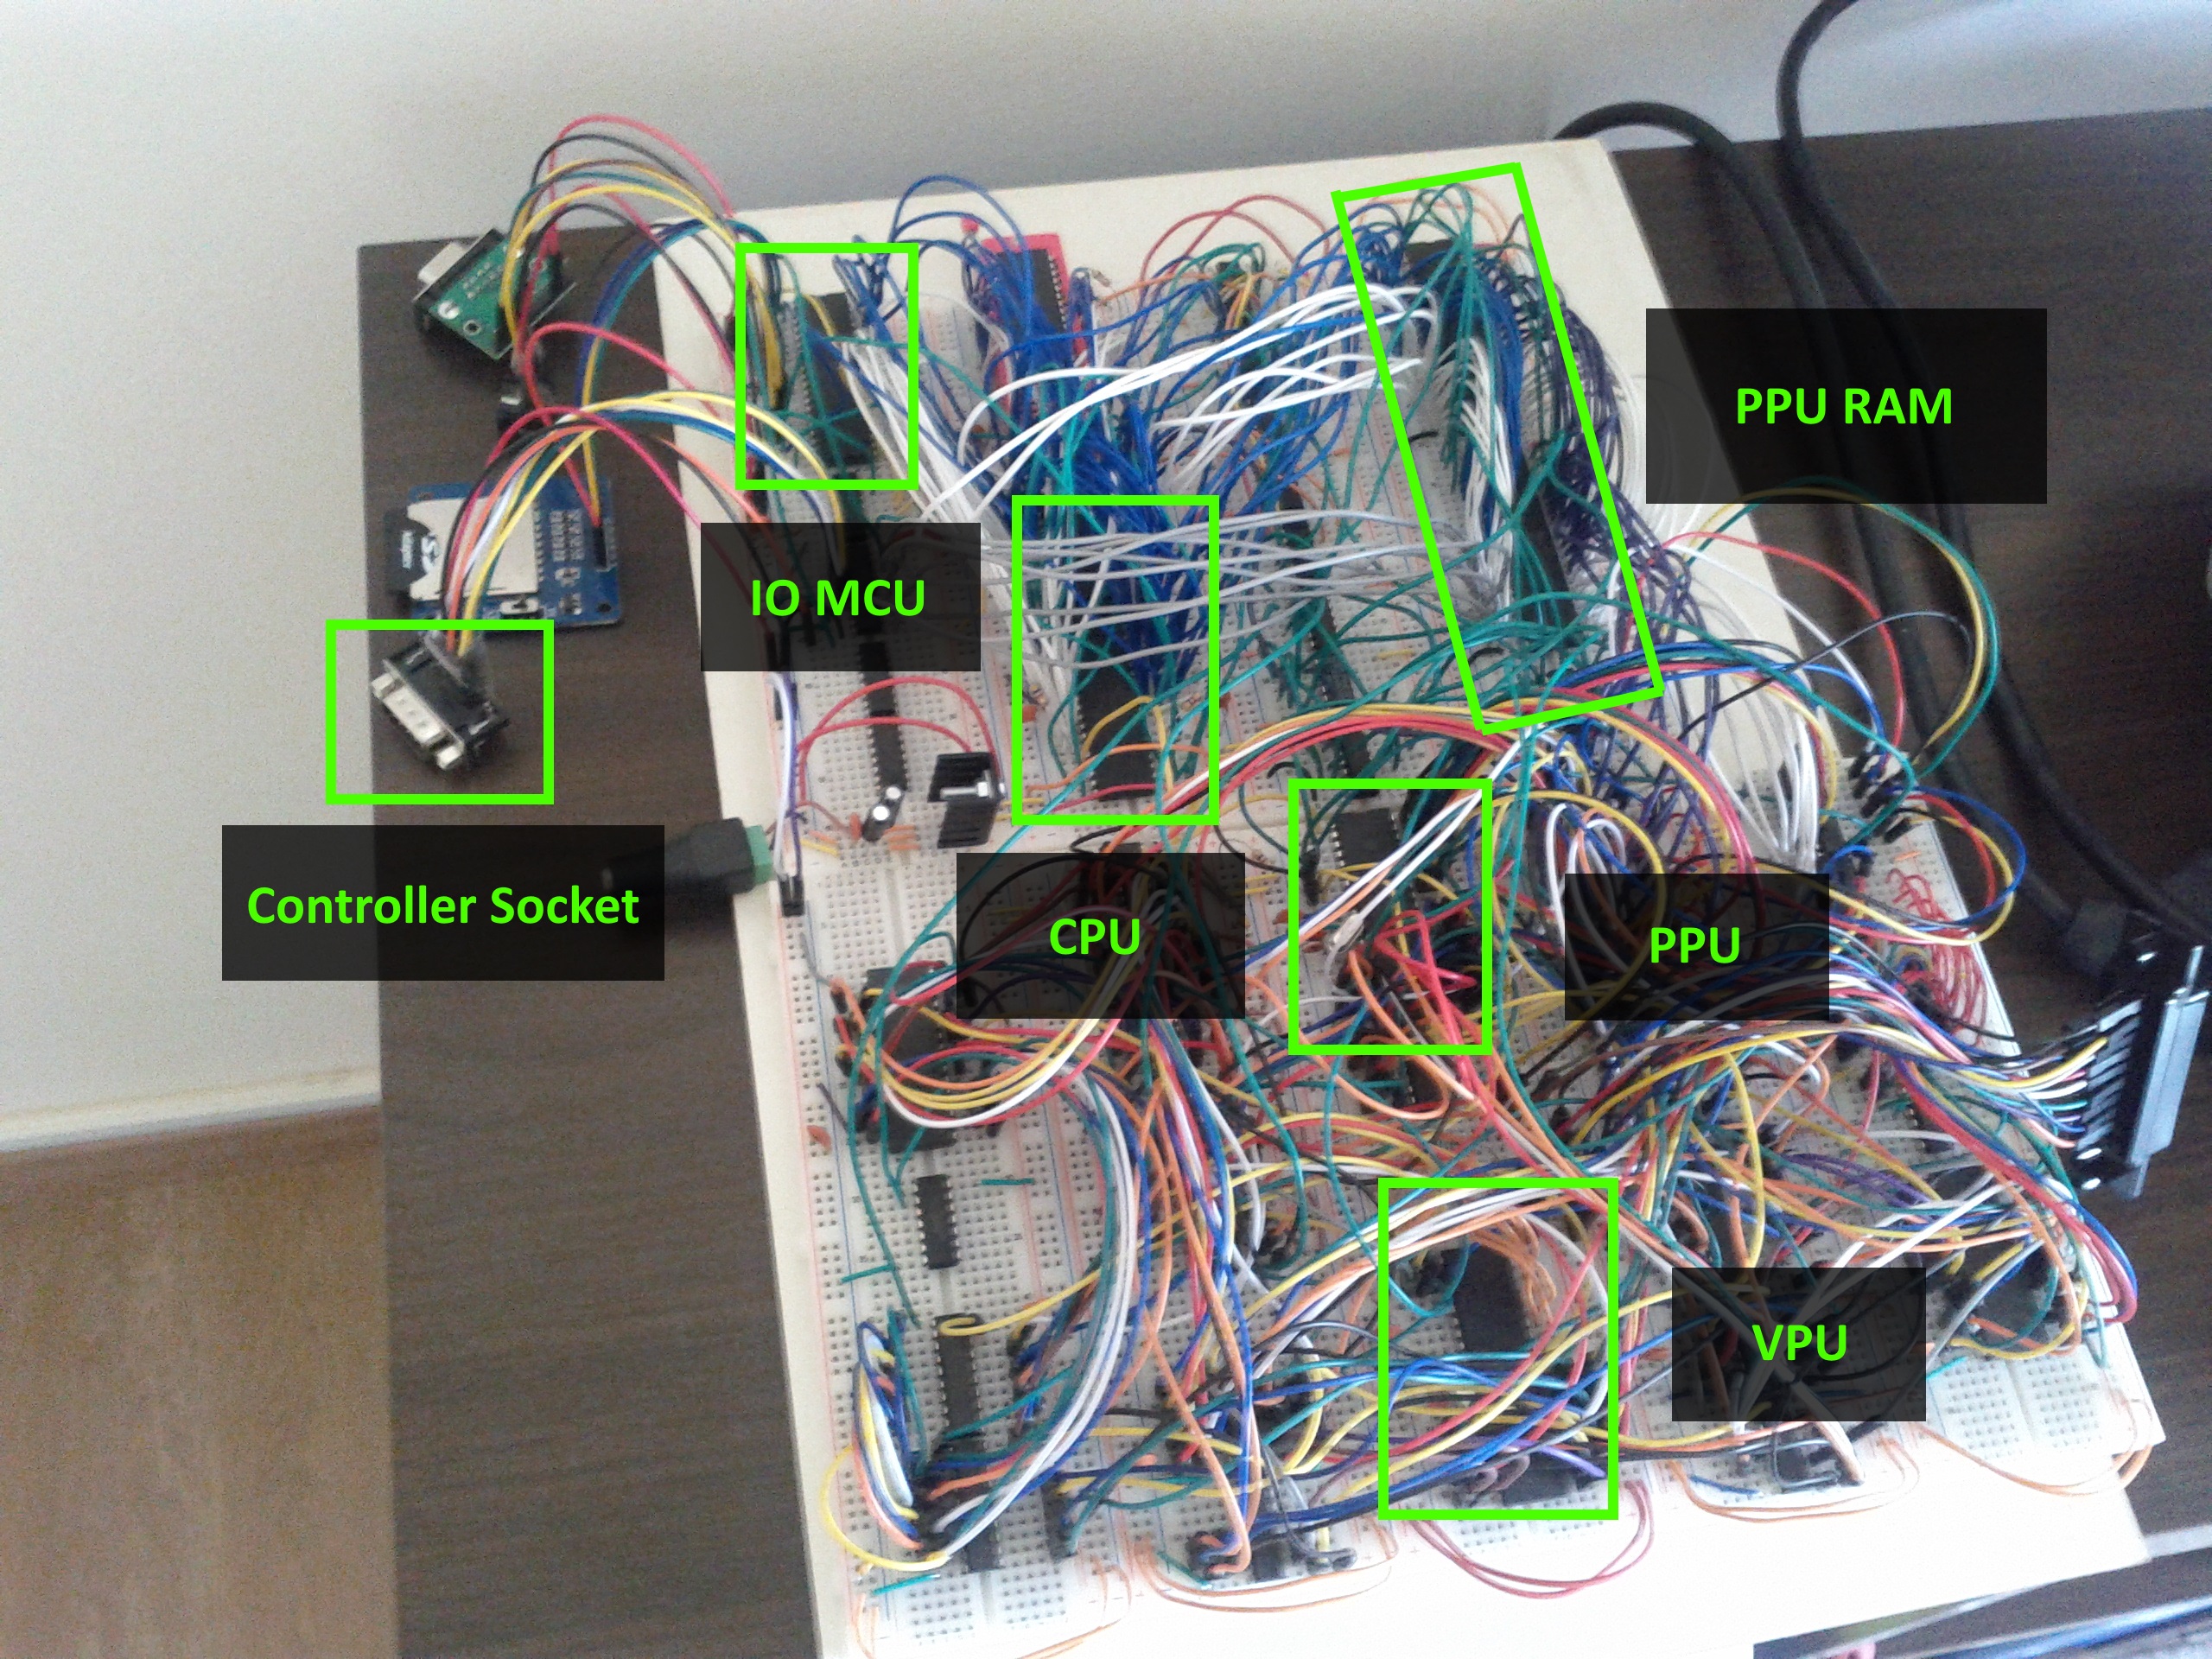 PPU RAM
IO MCU
Controller Socket
CPU
PPU
VPU